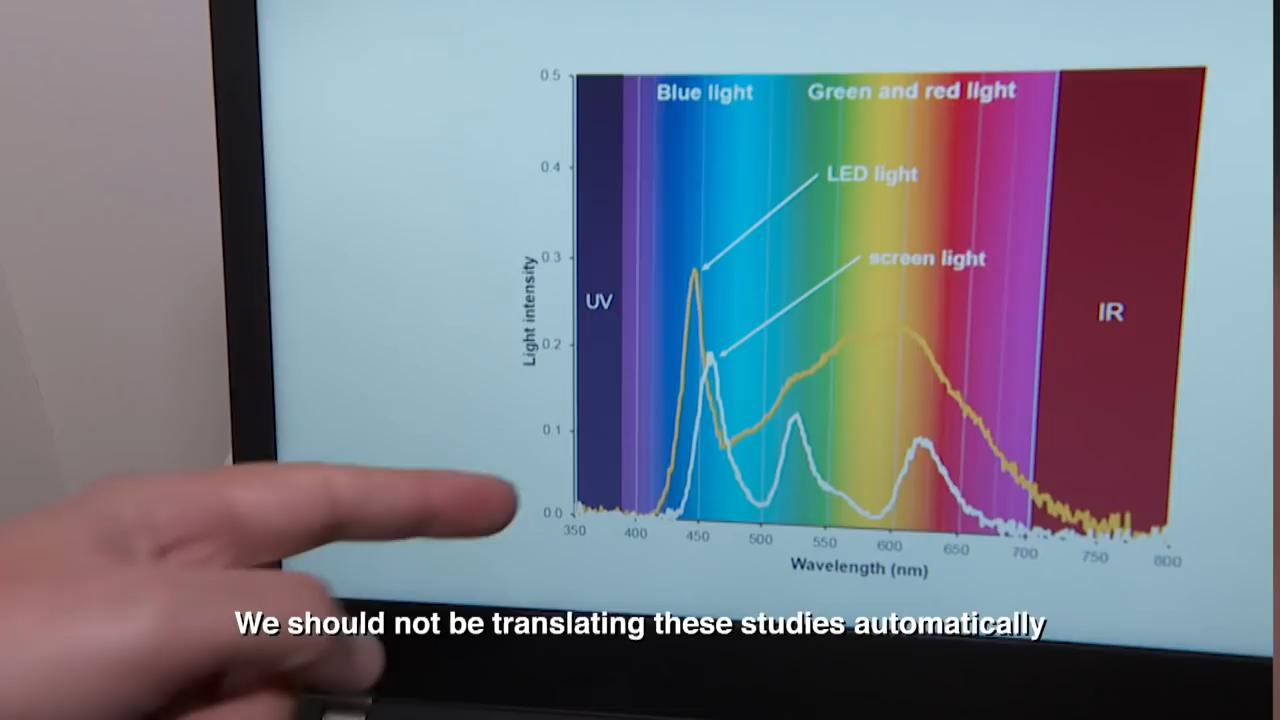 0.5
Blue light
Green and red light
0.4
LED light
0.3
screen light
Light intensity
UV
IR
0.2
0.1
0.0
350 400 450 500 550 600 650 700 750 800
Wavelength (nm)
We should not be translating these studies automatically